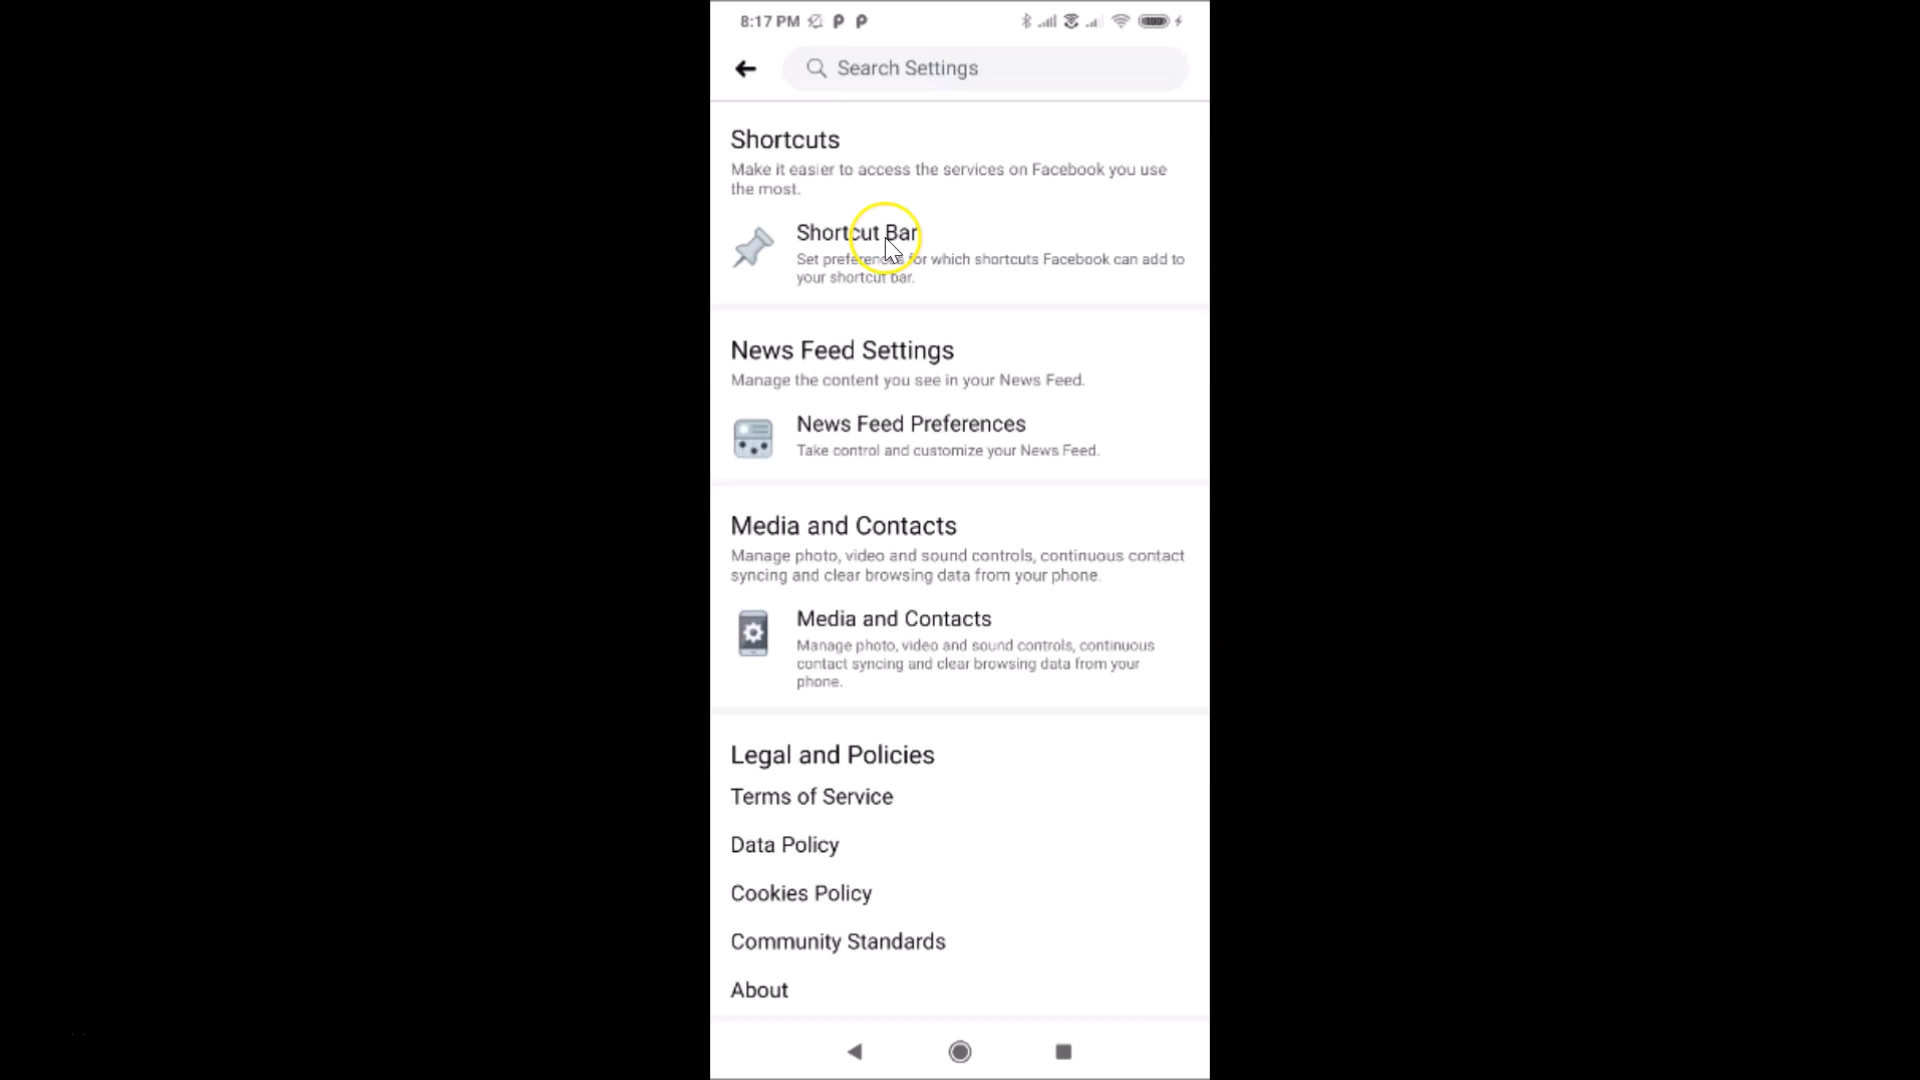 8:17 PM
Search Settings
Shortcuts
Make it easier to access the services on Facebook you use
the most.
Shortcut Bar
Set preferences for which shortcuts Facebook can add to
your shortcut bar.
News Feed Settings
Manage the content you see in your News Feed.
News Feed Preferences
Take control and customize your News Feed.
Media and Contacts
Manage photo, video and sound controls, continuous contact
syncing and clear browsing data from your phone.
Media and Contacts
Manage photo, video and sound controls, continuous
contact syncing and clear browsing data from your
phone.
Legal and Policies
Terms of Service
Data Policy
Cookies Policy
Community Standards
About